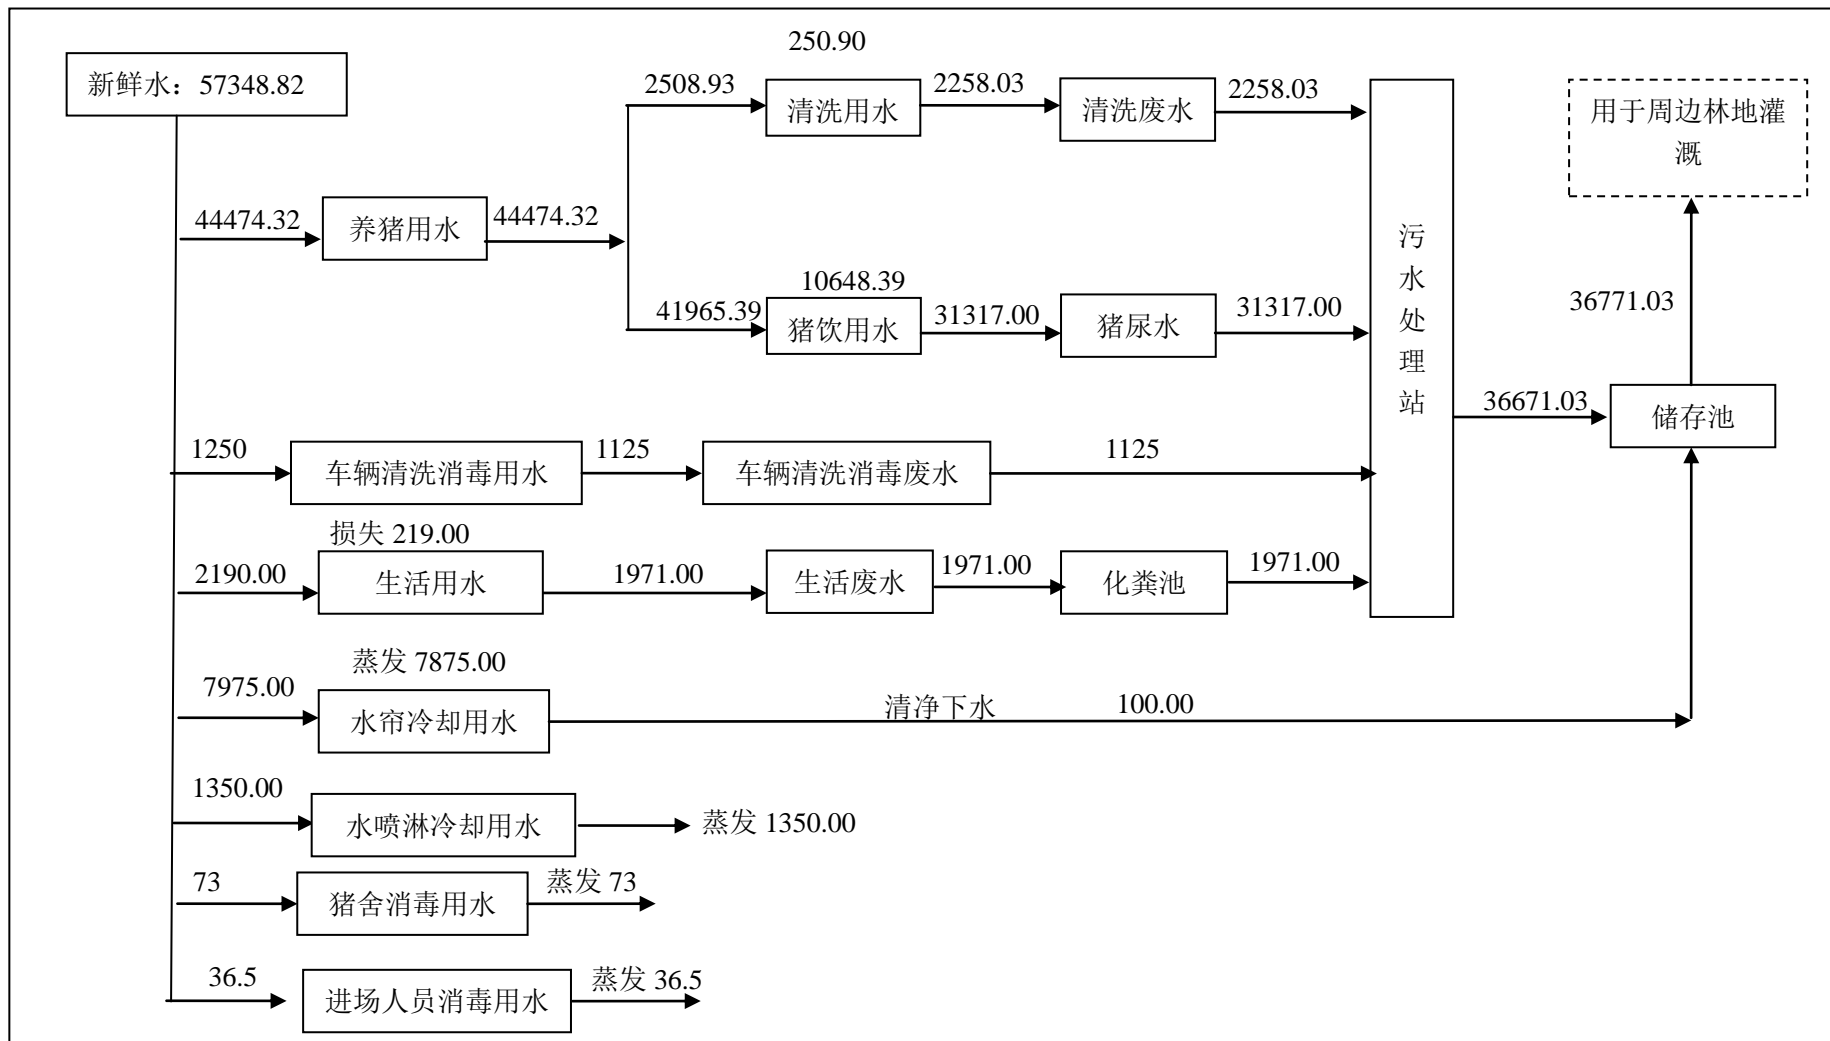 250.90
新鲜水：57348.82
2508.93
清洗用水
2258.03
清洗废水
2258.03
用于周边林地灌
溉
44474.32
养猪用水
44474.32
污
水
处
理
站
10648.39
41965.39
猪饮用水
31317.00
猪尿水
31317.00
36771.03
36671.03
储存池
1250
车辆清洗消毒用水
1125
车辆清洗消毒废水
1125
损失 219.00
2190.00
生活用水
1971.00
生活废水
1971.00
化粪池
1971.00
蒸发 7875.00
7975.00
水帘冷却用水
清净下水
100.00
1350.00
水喷淋冷却用水
蒸发 1350.00
73
猪舍消毒用水
蒸发 73
36.5
进场人员消毒用水
蒸发 36.5